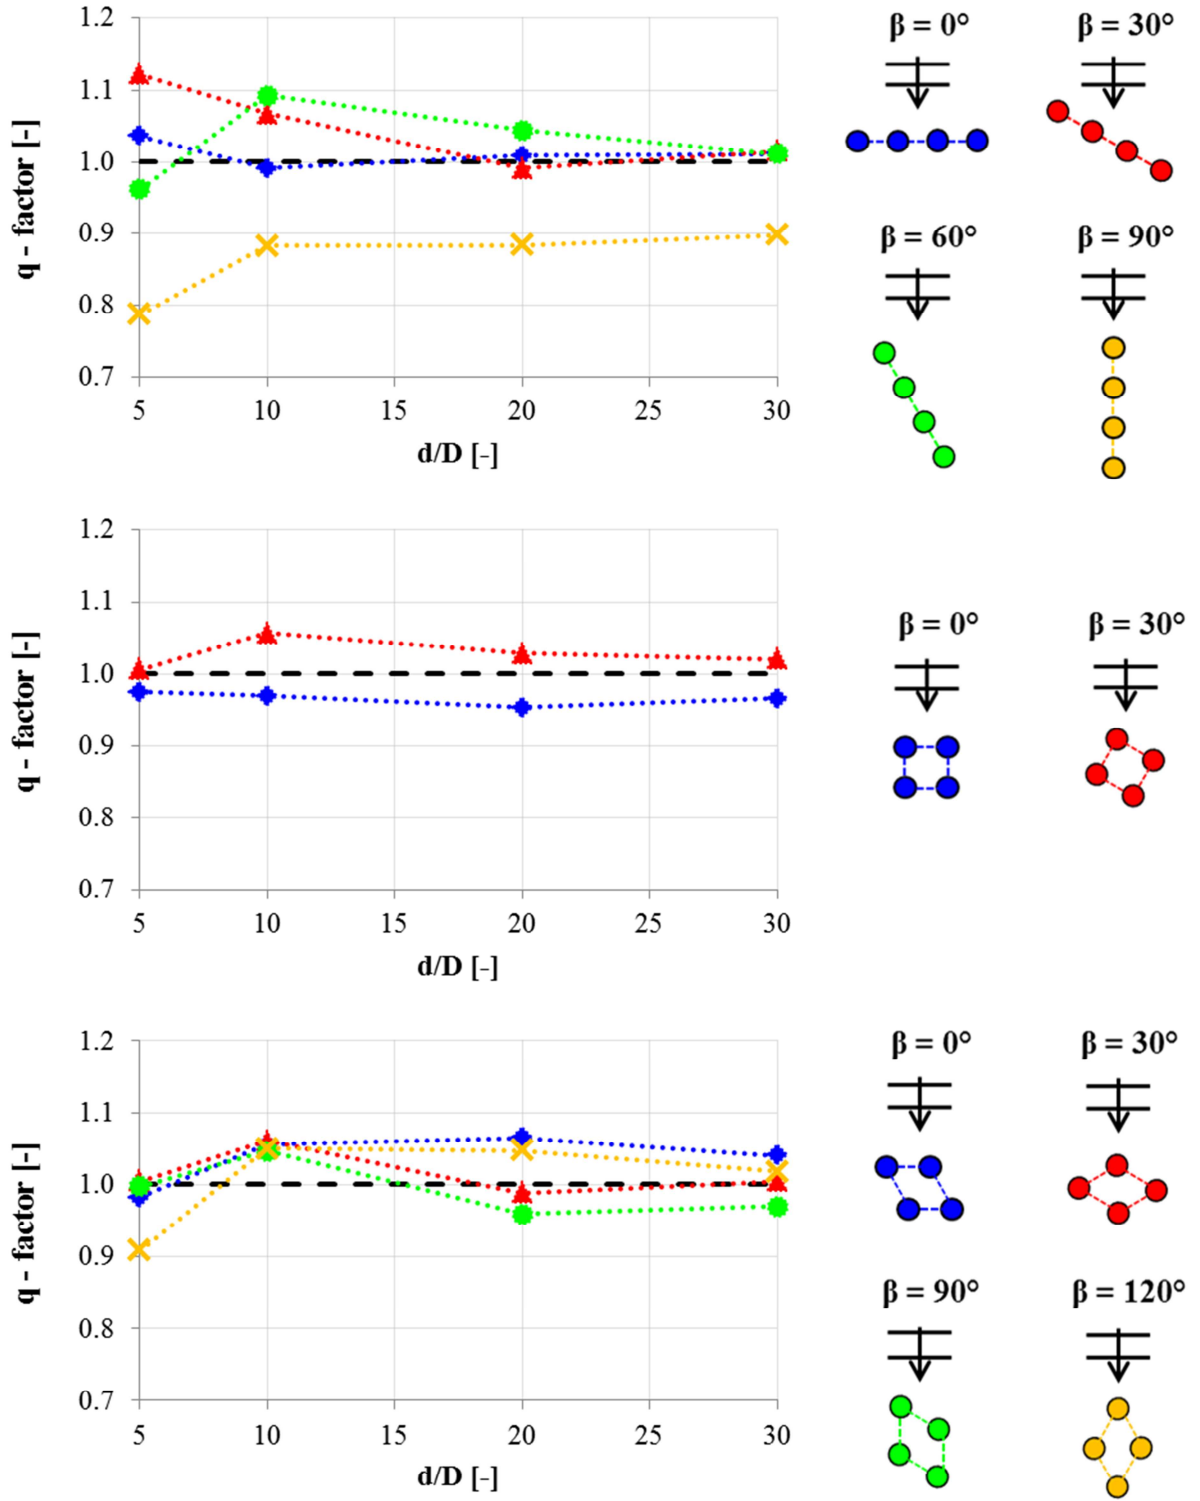 1.2
1.1
1.0
0.9
0.8
0.7
q - factor [-]
5 10 15 20 25 30
d/D [-]
β = 0° β = 30°
β = 60° β = 90°
1.2
1.1
1.0
0.9
0.8
0.7
q - factor [-]
5 10 15 20 25 30
d/D [-]
β = 0° β = 30°
1.2
1.1
1.0
0.9
0.8
0.7
q - factor [-]
5 10 15 20 25 30
d/D [-]
β = 0° β = 30°
β = 90° β = 120°